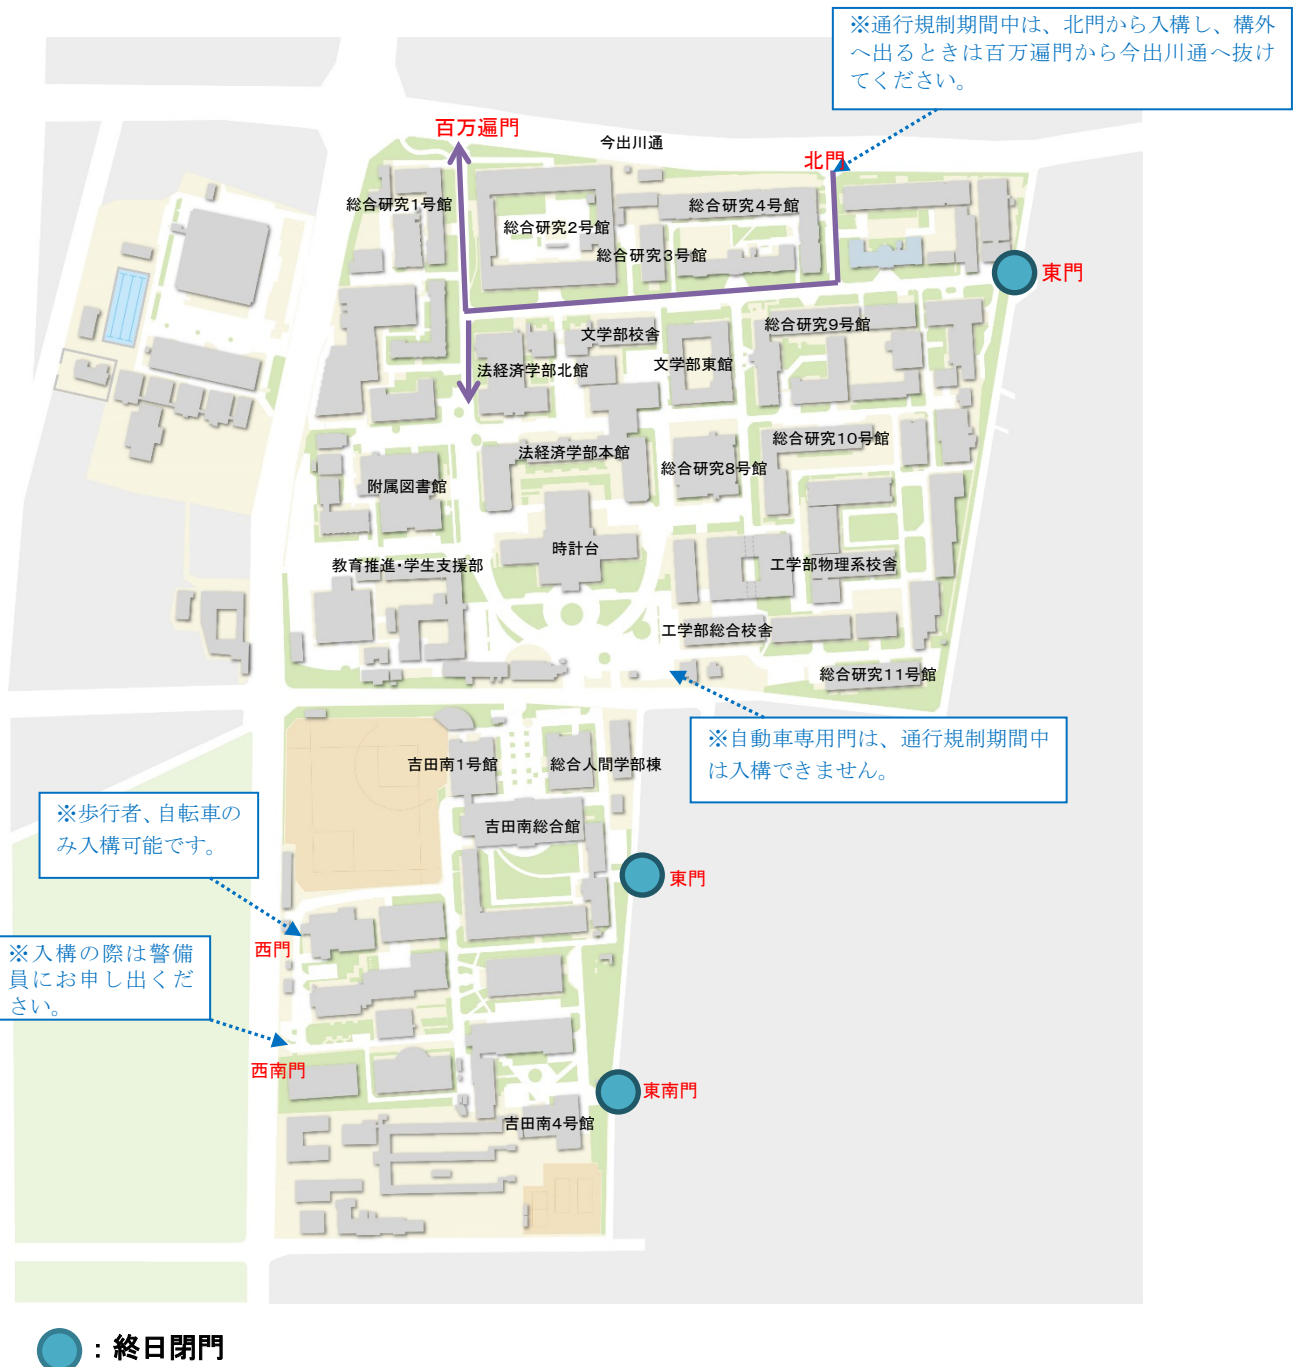 ※通行規制期間中は、北門から入構し、構外
へ出るときは百万遍門から今出川通へ抜け
てください。
百万遍門
今出川通
北門
総合研究1号館
総合研究2号館
総合研究4号館
総合研究3号館
東門
文学部校舎
総合研究9号館
法経済学部北館
文学部東館
法経済学部本館
総合研究10号館
総合研究8号館
附属図書館
時計台
教育推進・学生支援部
工学部物理系校舎
工学部総合校舎
総合研究11号館
※自動車専用門は、通行規制期間中
は入構できません。
吉田南1号館
総合人間学部棟
※歩行者、自転車の
み入構可能です。
吉田南総合館
東門
西門
※入構の際は警備
員にお申し出くだ
さい。
西南門
東南門
吉田南4号館
：終日閉門